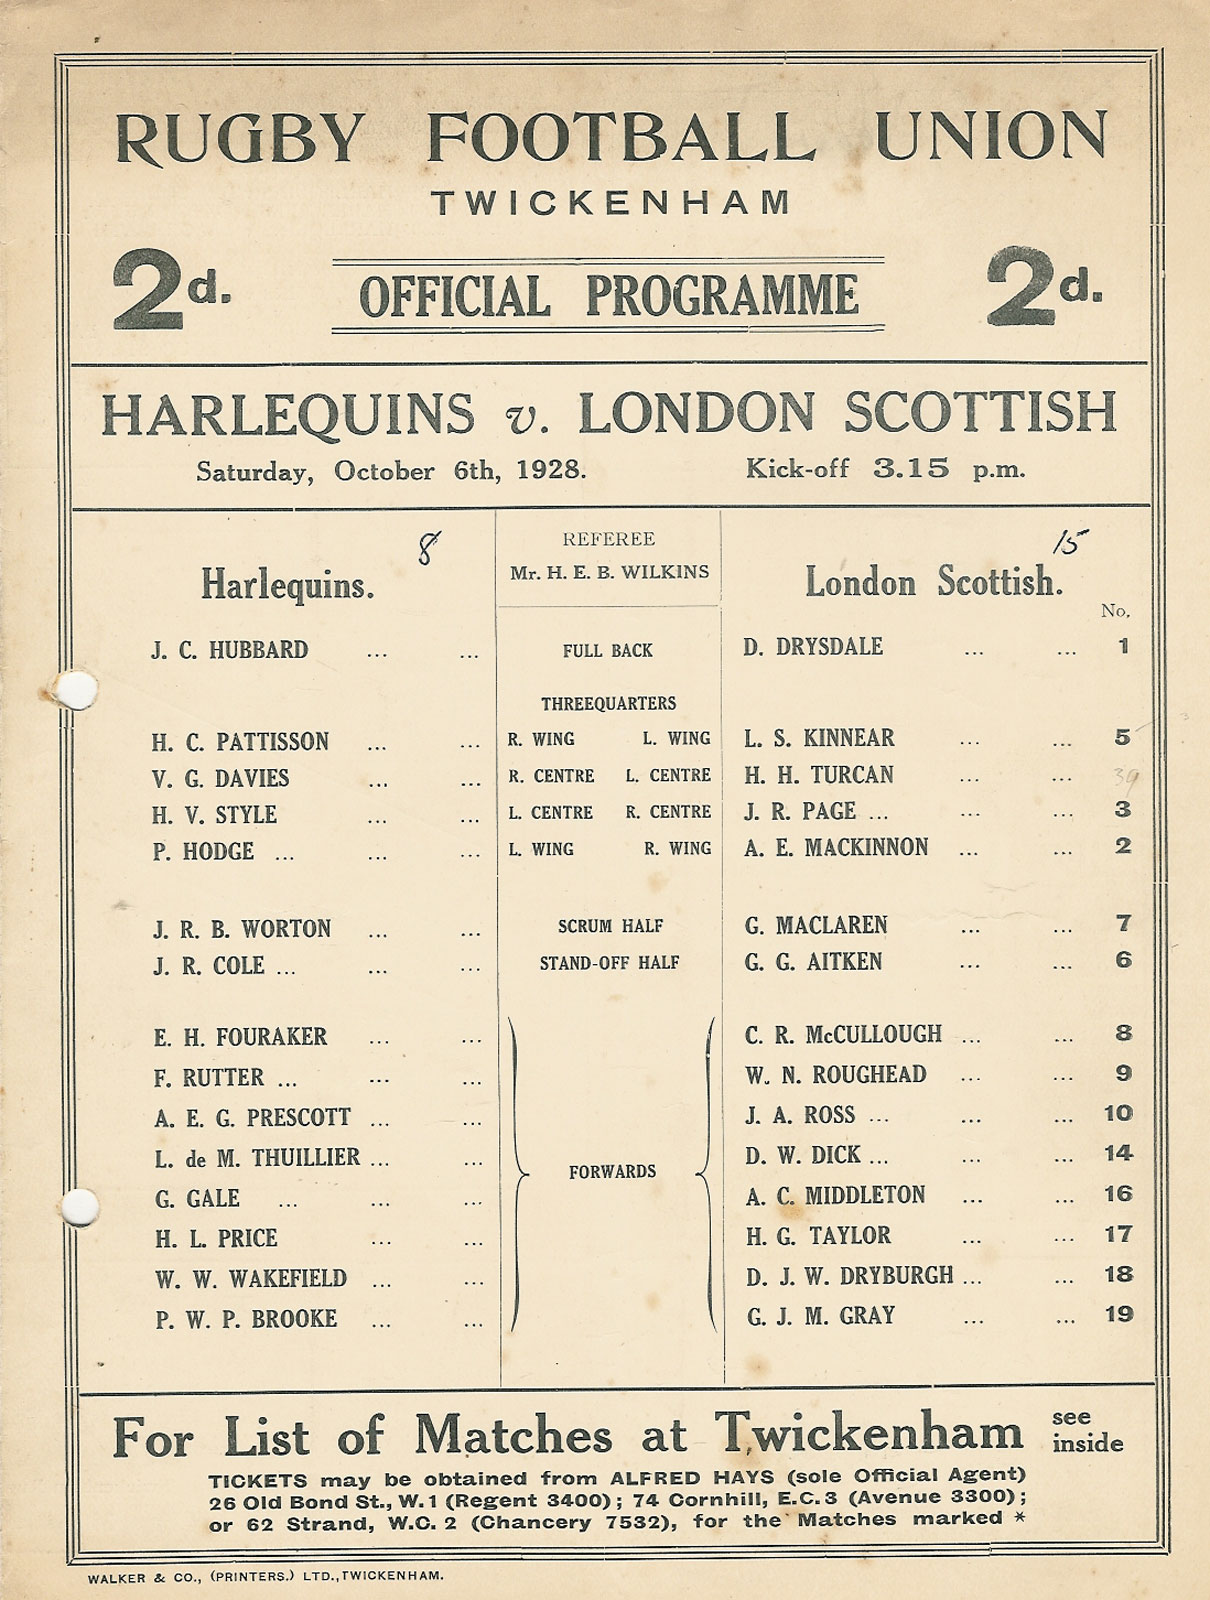 RUGBY FOOTBALL UNION
TWICKENHAM
2d. OFFICIAL PROGRAMME 2d.
HARLEQUINS v. LONDON SCOTTISH
Saturday, October 6th, 1928. Kick-off 3.15 p.m.
8 REFEREE 15
Harlequins. Mr. H. E. B. WILKINS London Scottish.
No.
J. C. HUBBARD ... ... FULL BACK D. DRYSDALE ... ... 1
THREEQUARTERS
H. C. PATTISSON ... ... R. WING L. WING L. S. KINNEAR ... ... 5
V. G. DAVIES ... ... R. CENTRE L. CENTRE H. H. TURCAN ... ...
H. V. STYLE ... ... L. CENTRE R. CENTRE J. R. PAGE ... ... ... 3
P. HODGE ... ... ... L. WING R. WING A. E. MACKINNON ... ... 2
J. R. B. WORTON ... ... SCRUM HALF G. MACLAREN ... ... 7
J. R. COLE ... ... ... STAND-OFF HALF G. G. AITKEN ... ... 6
E. H. FOURAKER ... ... C. R. McCULLOUGH ... ... 8
F. RUTTER ... ... ... W. N. ROUGHEAD ... ... 9
A. E. G. PRESCOTT ... ... J. A. ROSS ... ... ... 10
L. de M. THUILLIER ... ... FORWARDS D. W. DICK ... ... ... 14
G. GALE ... ... ... A. C. MIDDLETON ... ... 16
H. L. PRICE ... ... H. G. TAYLOR ... ... 17
W. W. WAKEFIELD ... ... D. J. W. DRYBURGH ... ... 18
P. W. P. BROOKE ... ... G. J. M. GRAY ... ... 19
For List of Matches at Twickenham see inside
TICKETS may be obtained from ALFRED HAYS (sole Official Agent)
26 Old Bond St., W.1 (Regent 3400); 74 Cornhill, E.C.3 (Avenue 3300);
or 62 Strand, W.C. 2 (Chancery 7532), for the Matches marked *
WALKER & CO., (PRINTERS.) LTD., TWICKENHAM.